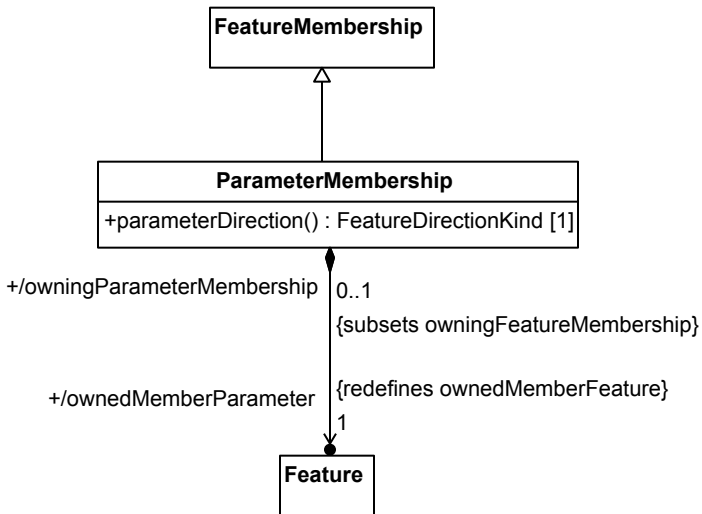 FeatureMembership
ParameterMembership
+parameterDirection() : FeatureDirectionKind [1]
+/owningParameterMembership
0..1
{subsets owningFeatureMembership}
+/ownedMemberParameter
{redefines ownedMemberFeature}
1
Feature